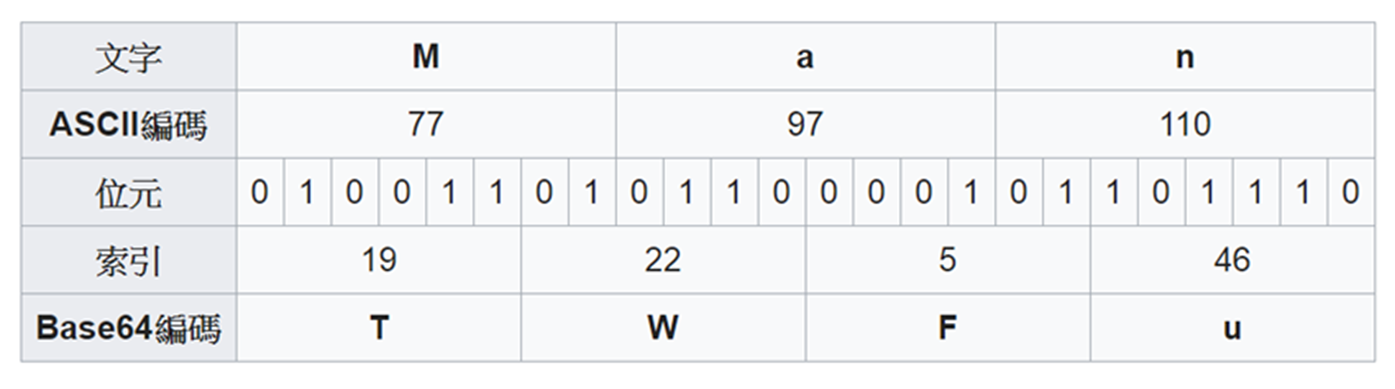 文字 M a n
ASCII編碼 77 97 110
位元 0 1 0 0 1 1 0 1 0 1 1 0 0 0 0 1 0 1 1 0 1 1 1 0
索引 19 22 5 46
Base64編碼 T W F u